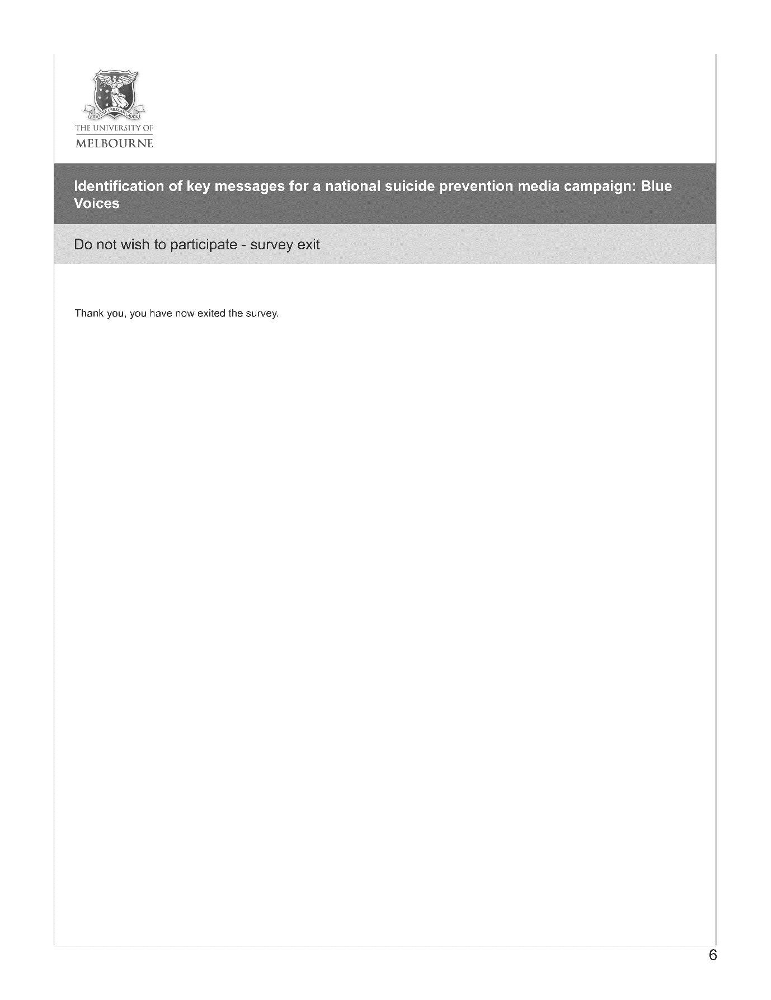 POSTERA CRESCAM LAUDE
THE UNIVERSITY OF
MELBOURNE
Identification of key messages for a national suicide prevention media campaign: Blue
Voices
Do not wish to participate - survey exit
Thank you, you have now exited the survey.
6